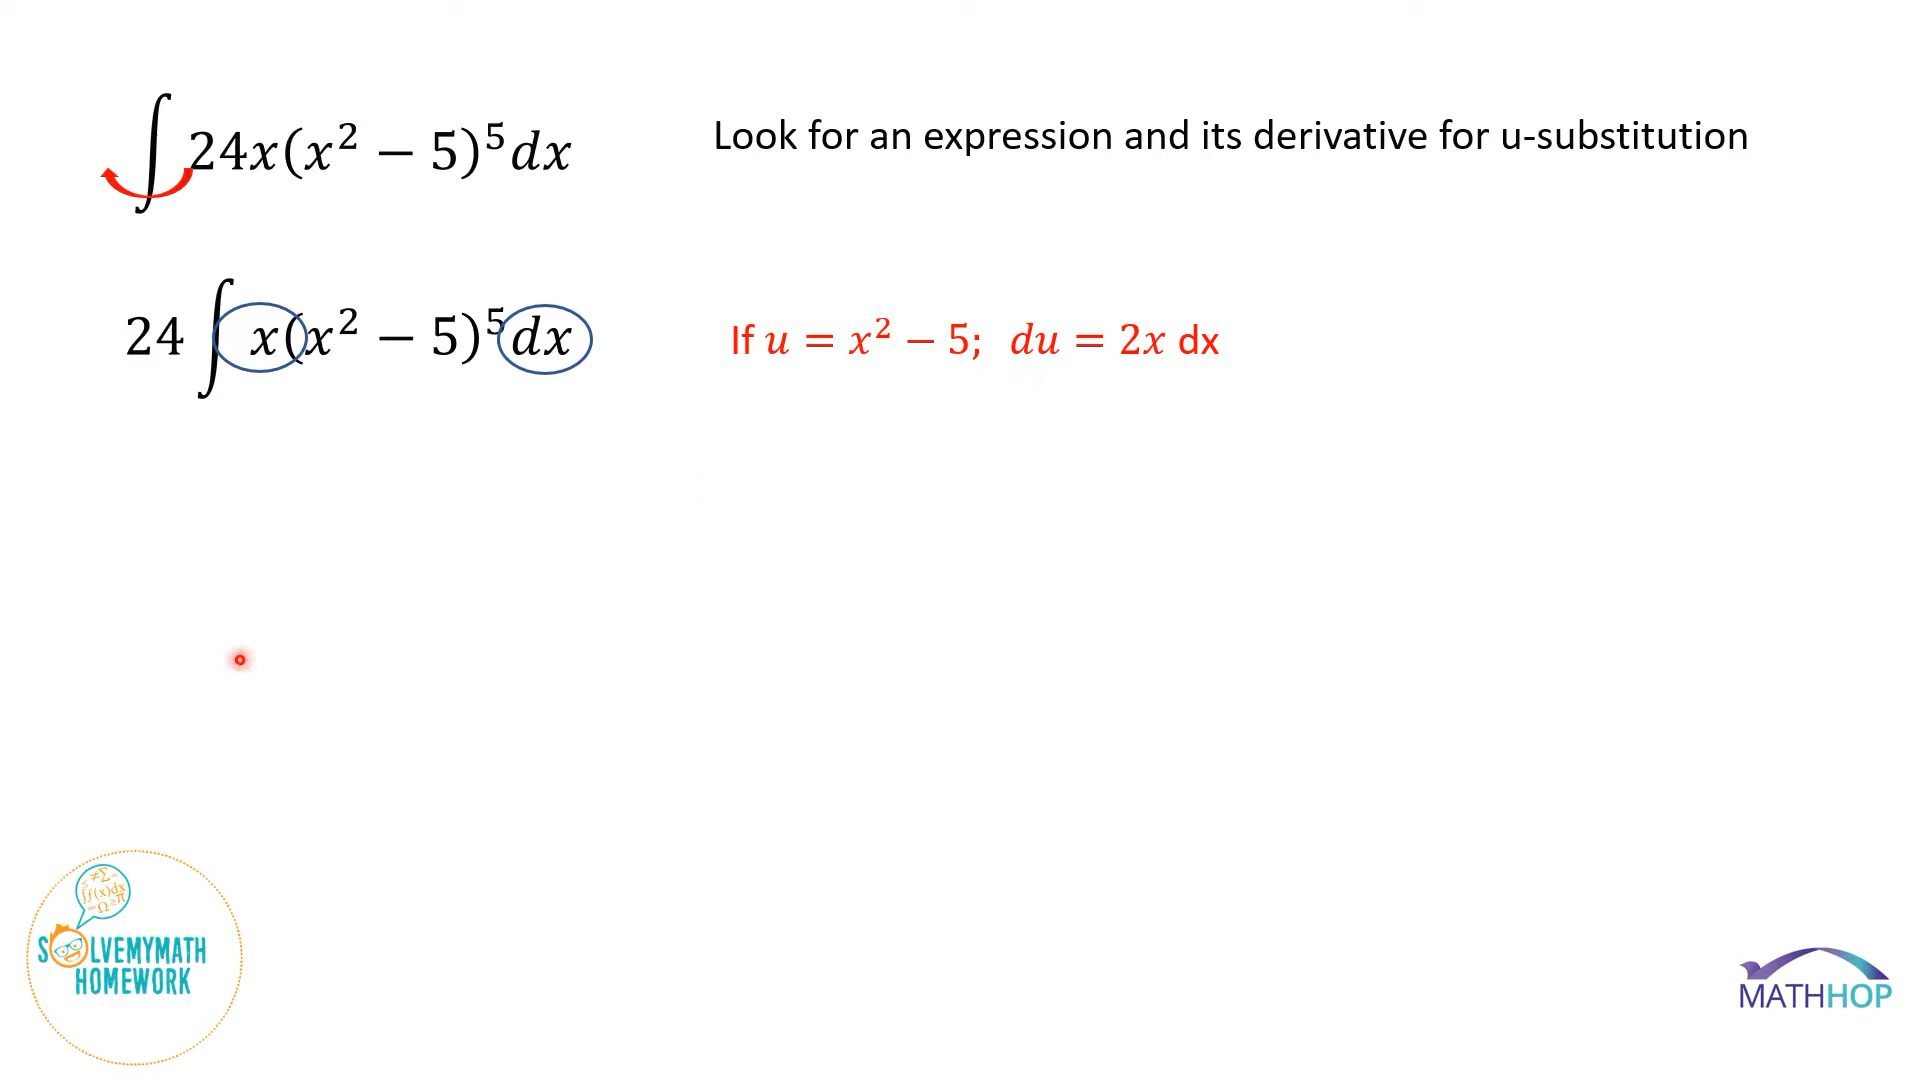 ∫ 24x(x² − 5)⁵dx
Look for an expression and its derivative for u-substitution
24 ∫ x(x² − 5)⁵dx
If u = x² − 5; du = 2x dx
SOLVEMYMATH
HOMEWORK
MATHHOP